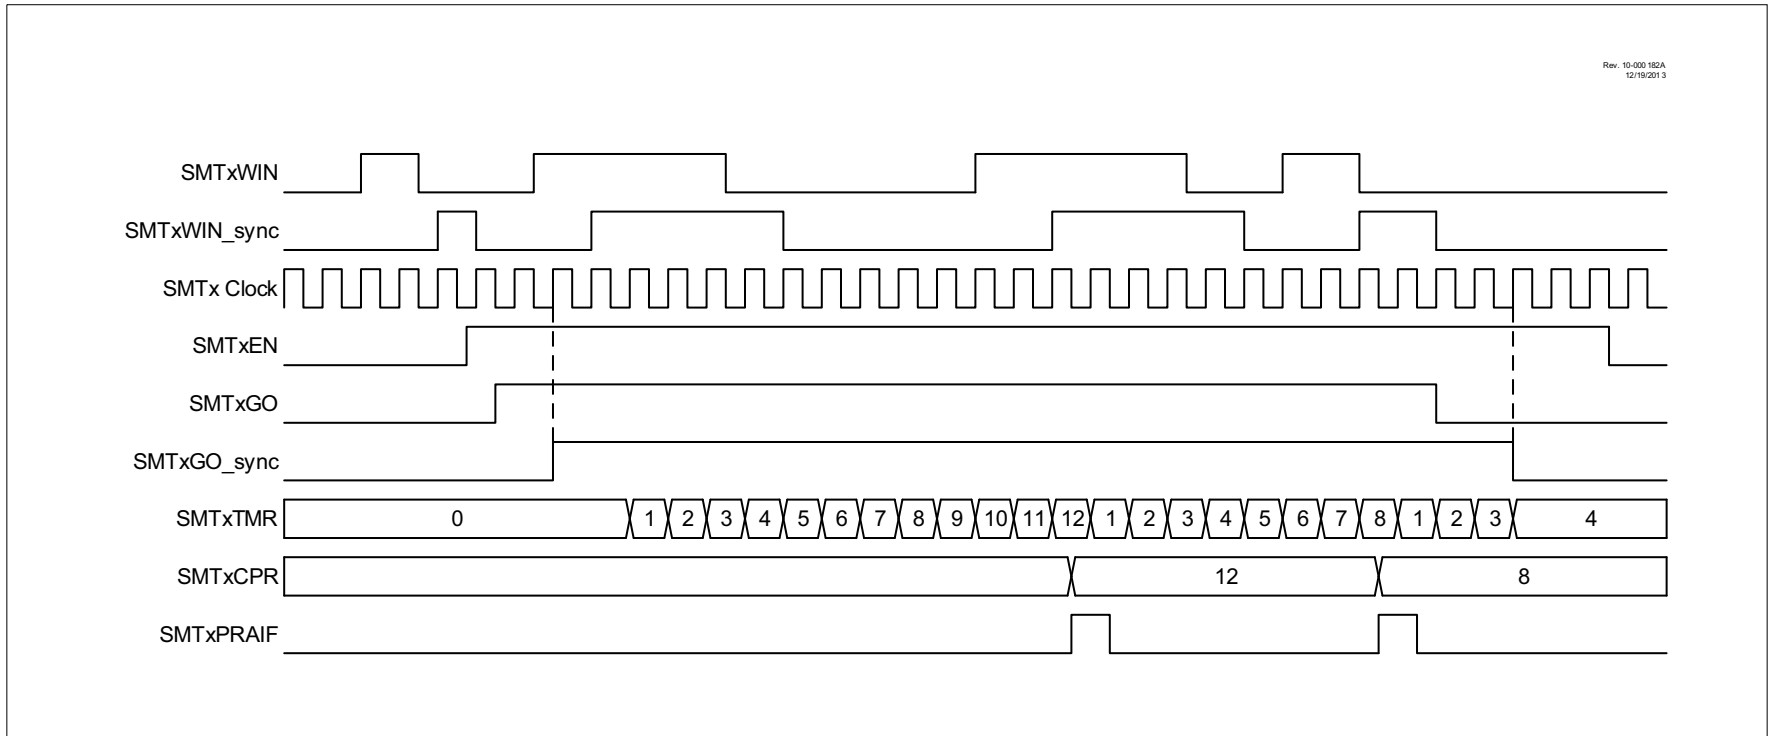 Rev. 10-000 182A
12/19/201 3
SMTxWIN
SMTxWIN_sync
SMTx Clock
SMTxEN
SMTxGO
SMTxGO_sync
SMTxTMR 0 1 2 3 4 5 6 7 8 9 10 11 12 1 2 3 4 5 6 7 8 1 2 3 4
SMTxCPR 12 8
SMTxPRAIF